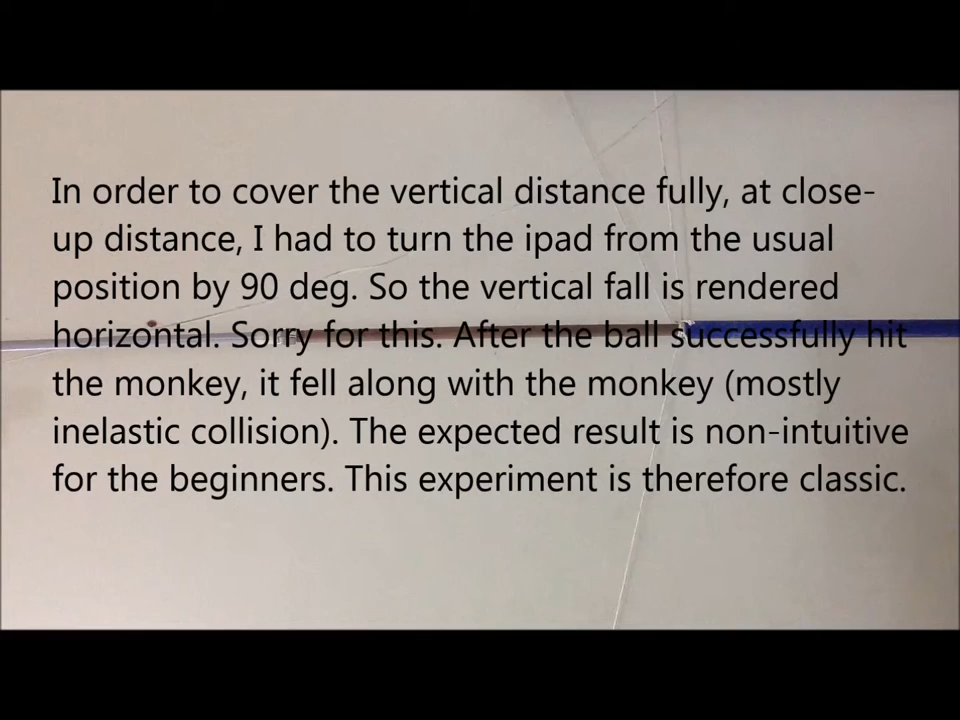 In order to cover the vertical distance fully, at close-
up distance, I had to turn the ipad from the usual
position by 90 deg. So the vertical fall is rendered
horizontal. Sorry for this. After the ball successfully hit
the monkey, it fell along with the monkey (mostly
inelastic collision). The expected result is non-intuitive
for the beginners. This experiment is therefore classic.